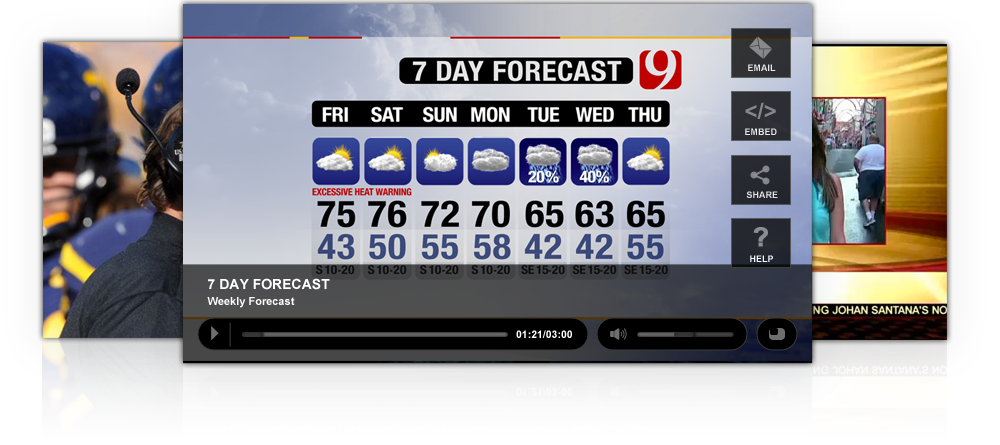 7 DAY FORECAST 9
EMAIL
FRI SAT SUN MON TUE WED THU
</>
EMBED
20% 40%
EXCESSIVE HEAT WARNING
SHARE
75 76 72 70 65 63 65
43 50 55 58 42 42 55
?
HELP
S 10-20 S 10-20 S 10-20 S 10-20 SE 15-20 SE 15-20 SE 15-20
7 DAY FORECAST
Weekly Forecast
NG JOHAN SANTANA'S NO
01:21/03:00